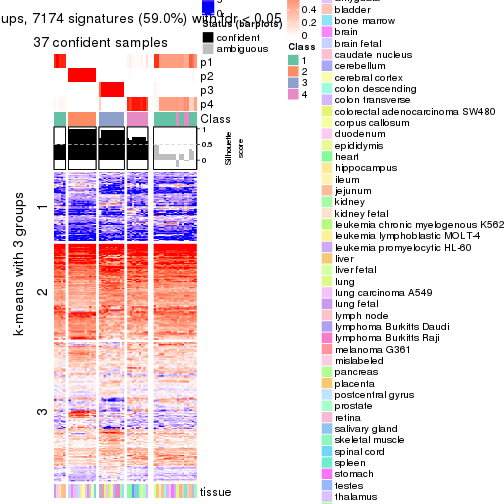 ups, 7174 signatures (59.0%) with fdr < 0.05
37 confident samples
p1
p2
p3
p4
Class
1
0.5
0
Silhouette
score
k-means with 3 groups
1
2
3
tissue
Status (barplots)
confident
ambiguous
0.4
0.2
0
Class
1
2
3
4
bladder
bone marrow
brain
brain fetal
caudate nucleus
cerebellum
cerebral cortex
colon descending
colon transverse
colorectal adenocarcinoma SW480
corpus callosum
duodenum
epididymis
heart
hippocampus
ileum
jejunum
kidney
kidney fetal
leukemia chronic myelogenous K562
leukemia lymphoblastic MOLT-4
leukemia promyelocytic HL-60
liver
liver fetal
lung
lung carcinoma A549
lung fetal
lymph node
lymphoma Burkitts Daudi
lymphoma Burkitts Raji
melanoma G361
mislabeled
pancreas
placenta
postcentral gyrus
prostate
retina
salivary gland
skeletal muscle
spinal cord
spleen
stomach
testes
thalamus